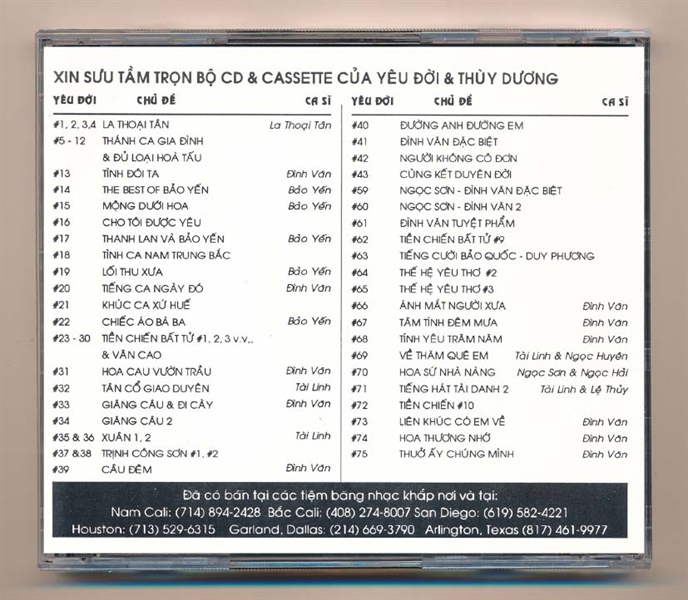 XIN SƯU TẦM TRỌN BỘ CD & CASSETTE CỦA YÊU ĐỜI & THÙY DƯƠNG
YÊU ĐỜI CHỦ ĐỀ CA SĨ
#1, 2, 3,4 LA THOẠI TÂN La Thoại Tân
#5 - 12 THÁNH CA GIA ĐÌNH
& ĐỦ LOẠI HOÀ TẤU
#13 TÌNH ĐÔI TA Đình Văn
#14 THE BEST OF BẢO YẾN Bảo Yến
#15 MỘNG DƯỚI HOA Bảo Yến
#16 CHO TÔI ĐƯỢC YÊU
#17 THANH LAN VÀ BẢO YẾN Bảo Yến
#18 TÌNH CA NAM TRUNG BẮC
#19 LỐI THU XƯA Bảo Yến
#20 TIẾNG CA NGÀY ĐÓ Đình Văn
#21 KHÚC CA XỨ HUẾ
#22 CHIẾC ÁO BÀ BA Bảo Yến
#23 - 30 TIỀN CHIẾN BẤT TỬ #1, 2, 3 v.v,.
& VĂN CAO
#31 HOA CAU VƯỜN TRẦU Đình Văn
#32 TÂN CỔ GIAO DUYÊN Tài Linh
#33 GIĂNG CÂU & ĐI CẤY Đình Văn
#34 GIĂNG CÂU 2
#35 & 36 XUÂN 1, 2 Tài Linh
#37 &38 TRỊNH CÔNG SƠN #1, #2
#39 CẦU ĐÊM Đình Văn
YÊU ĐỜI CHỦ ĐỀ CA SĨ
#40 ĐƯỜNG ANH ĐƯỜNG EM
#41 ĐÌNH VĂN ĐẶC BIỆT
#42 NGƯỜI KHÔNG CÔ ĐƠN
#43 CÙNG KẾT DUYÊN ĐỜI
#59 NGỌC SƠN - ĐÌNH VĂN ĐẶC BIỆT
#60 NGỌC SƠN - ĐÌNH VĂN 2
#61 ĐÌNH VĂN TUYỆT PHẨM
#62 TIỀN CHIẾN BẤT TỬ #9
#63 TIẾNG CƯỜI BẢO QUỐC - DUY PHƯƠNG
#64 THẾ HỆ YÊU THƠ #2
#65 THẾ HỆ YÊU THƠ #3
#66 ÁNH MẮT NGƯỜI XƯA Đình Văn
#67 TÂM TÌNH ĐÊM MƯA Đình Văn
#68 TÌNH YÊU TRĂM NĂM Đình Văn
#69 VỀ THĂM QUÊ EM Tài Linh & Ngọc Huyền
#70 HOA SỨ NHÀ NÀNG Ngọc Sơn & Ngọc Hải
#71 TIẾNG HÁT TÀI DANH 2 Tài Linh & Lệ Thủy
#72 TIỀN CHIẾN #10
#73 LIÊN KHÚC CÓ EM VỀ Đình Văn
#74 HOA THƯƠNG NHỚ Đình Văn
#75 THUỞ ẤY CHÚNG MÌNH Đình Văn
Đã có bán tại các tiệm băng nhạc khắp nơi và tại:
Nam Cali: (714) 894-2428 Bắc Cali: (408) 274-8007 San Diego: (619) 582-4221
Houston: (713) 529-6315 Garland, Dallas: (214) 669-3790 Arlington, Texas (817) 461-9977